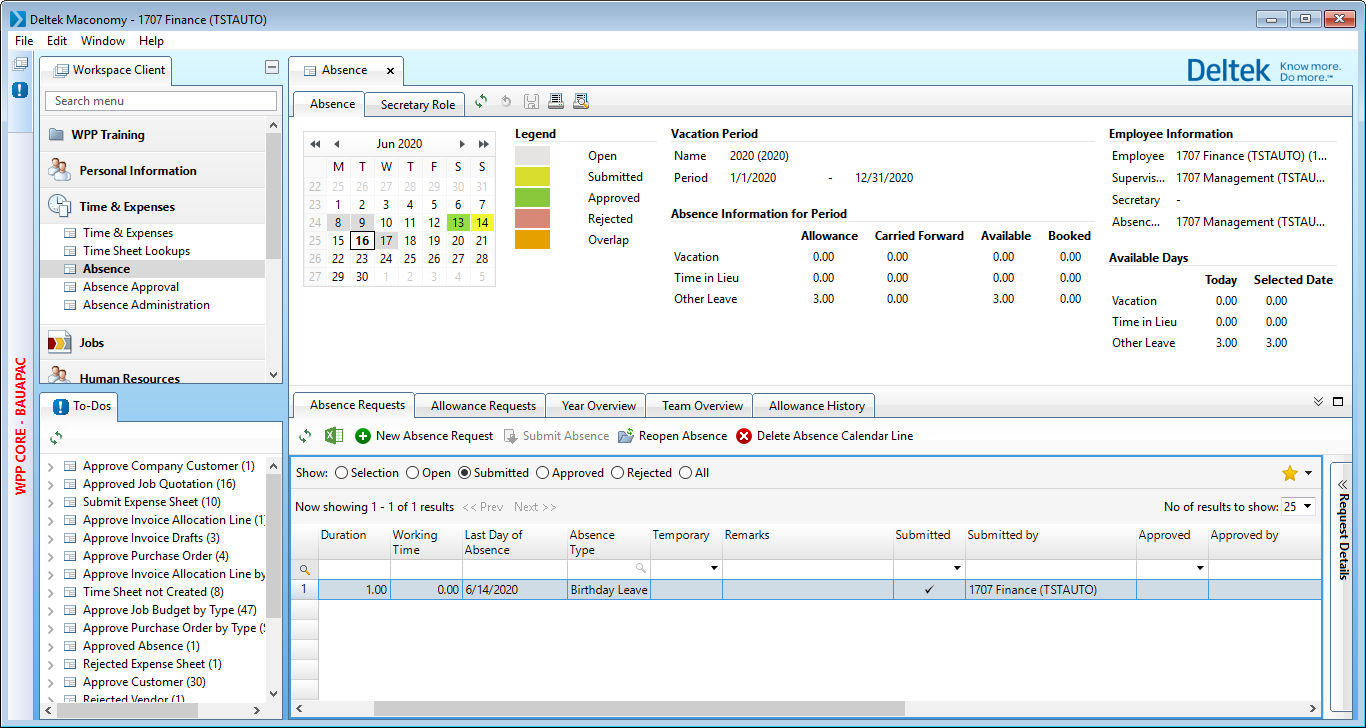 Deltek Maconomy - 1707 Finance (TSTAUTO)
File Edit Window Help
WPP CORE - BAUAPAC
Workspace Client
Search menu
WPP Training
Personal Information
Time & Expenses
Time & Expenses
Time Sheet Lookups
Absence
Absence Approval
Absence Administration
Jobs
Human Resources
To-Dos
Approve Company Customer (1)
Approved Job Quotation (16)
Submit Expense Sheet (10)
Approve Invoice Allocation Line (1
Approve Invoice Drafts (3)
Approve Purchase Order (4)
Approve Invoice Allocation Line by
Time Sheet not Created (8)
Approve Job Budget by Type (47)
Approve Purchase Order by Type (
Approved Absence (1)
Rejected Expense Sheet (1)
Approve Customer (30)
Rejected Vendor (1)
Absence
Deltek Know more.
Do more.™
Absence Secretary Role
Jun 2020
M T W T F S S
22 25 26 27 28 29 30 31
23 1 2 3 4 5 6 7
24 8 9 10 11 12 13 14
25 15 16 17 18 19 20 21
26 22 23 24 25 26 27 28
27 29 30 1 2 3 4 5
Legend
Open
Submitted
Approved
Rejected
Overlap
Vacation Period
Name 2020 (2020)
Period 1/1/2020 - 12/31/2020
Absence Information for Period
Allowance Carried Forward Available Booked
Vacation 0.00 0.00 0.00 0.00
Time in Lieu 0.00 0.00 0.00 0.00
Other Leave 3.00 0.00 3.00 0.00
Employee Information
Employee 1707 Finance (TSTAUTO) (1...
Supervis... 1707 Management (TSTAU...
Secretary -
Absenc... 1707 Management (TSTAU...
Available Days
Today Selected Date
Vacation 0.00 0.00
Time in Lieu 0.00 0.00
Other Leave 3.00 3.00
Absence Requests Allowance Requests Year Overview Team Overview Allowance History
New Absence Request Submit Absence Reopen Absence Delete Absence Calendar Line
Show: Selection Open Submitted Approved Rejected All
Now showing 1 - 1 of 1 results << Prev Next >> No of results to show: 25
Duration Working Time Last Day of Absence Absence Type Temporary Remarks Submitted Submitted by Approved Approved by
1 1.00 0.00 6/14/2020 Birthday Leave ✓ 1707 Finance (TSTAUTO)
Request Details